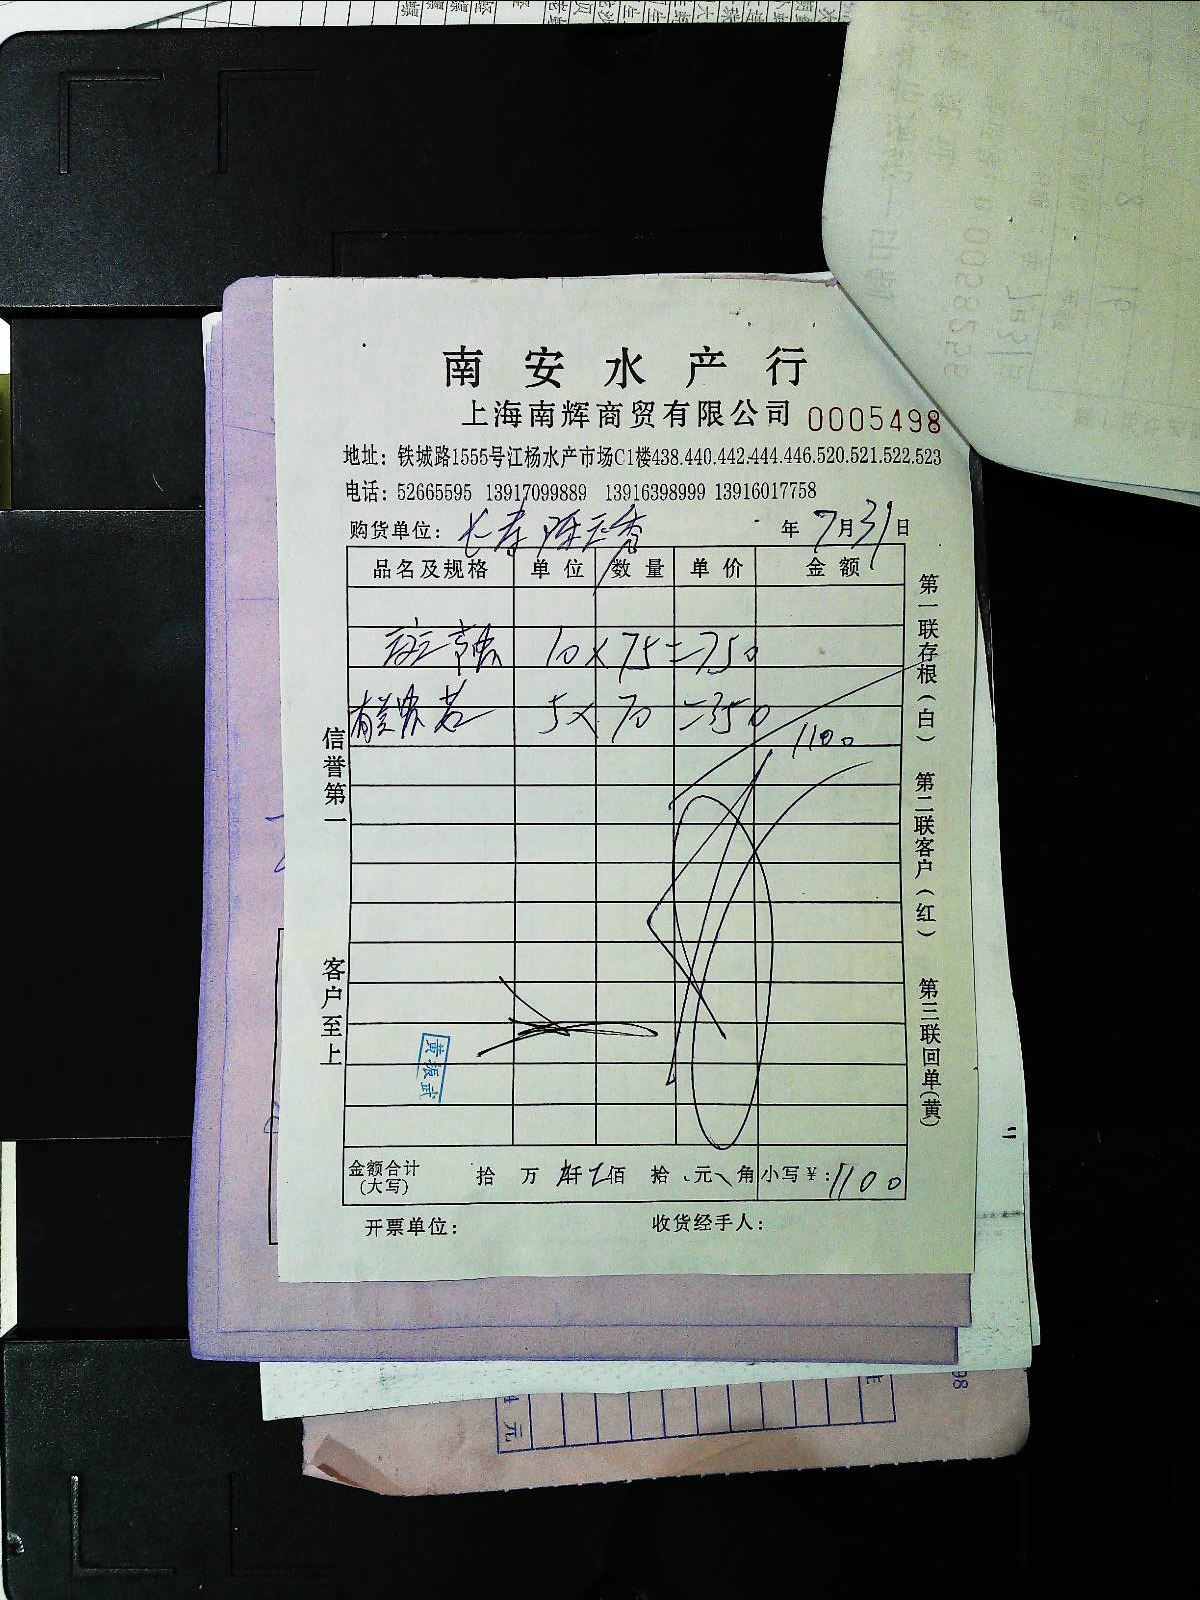 南安水产行
上海南辉商贸有限公司 0005498
地址：铁城路1555号江杨水产市场C1楼438.440.442.444.446.520.521.522.523
电话：52665595 13917099889 13916398999 13916017758
购货单位：长寿 陈 秀 年 7月31日
品名及规格 单位 数量 单价 金额
10×75=750
5×70=350
1100
信誉第一 客户至上
第一联存根（白） 第二联客户（红） 第三联回单（黄）
黄振武
金额合计（大写） 拾 万 仟 佰 拾 元 角 小写￥：1100
开票单位： 收货经手人：